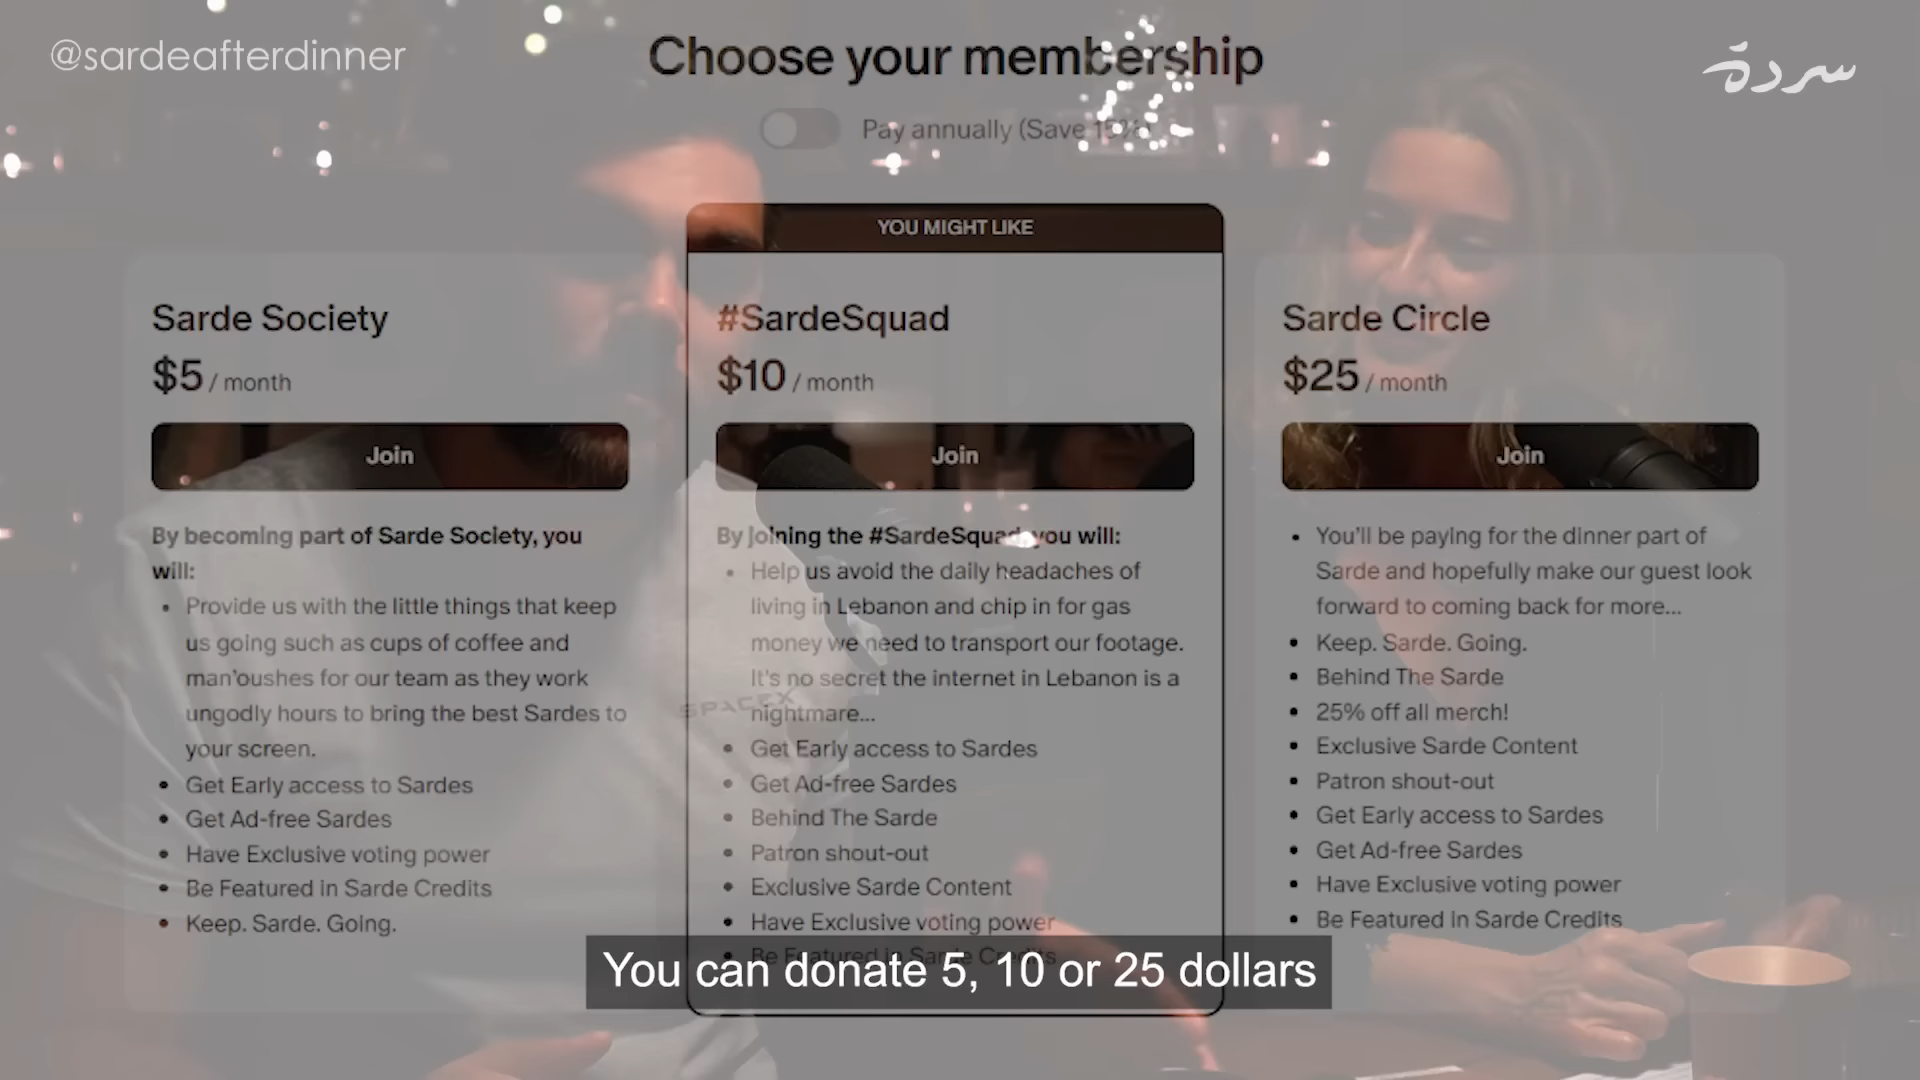 @sardeafterdinner
سردة
Choose your membership
Pay annually (Save 15%)
YOU MIGHT LIKE
Sarde Society
$5 / month
Join
By becoming part of Sarde Society, you
will:
• Provide us with the little things that keep
us going such as cups of coffee and
man'oushes for our team as they work
ungodly hours to bring the best Sardes to
your screen.
• Get Early access to Sardes
• Get Ad-free Sardes
• Have Exclusive voting power
• Be Featured in Sarde Credits
• Keep. Sarde. Going.
#SardeSquad
$10 / month
Join
By joining the #SardeSquad, you will:
• Help us avoid the daily headaches of
living in Lebanon and chip in for gas
money we need to transport our footage.
It's no secret the internet in Lebanon is a
nightmare...
• Get Early access to Sardes
• Get Ad-free Sardes
• Behind The Sarde
• Patron shout-out
• Exclusive Sarde Content
• Have Exclusive voting power
• Be Featured in Sarde Credits
Sarde Circle
$25 / month
Join
• You'll be paying for the dinner part of
Sarde and hopefully make our guest look
forward to coming back for more...
• Keep. Sarde. Going.
• Behind The Sarde
• 25% off all merch!
• Exclusive Sarde Content
• Patron shout-out
• Get Early access to Sardes
• Get Ad-free Sardes
• Have Exclusive voting power
• Be Featured in Sarde Credits
SPACEX
You can donate 5, 10 or 25 dollars